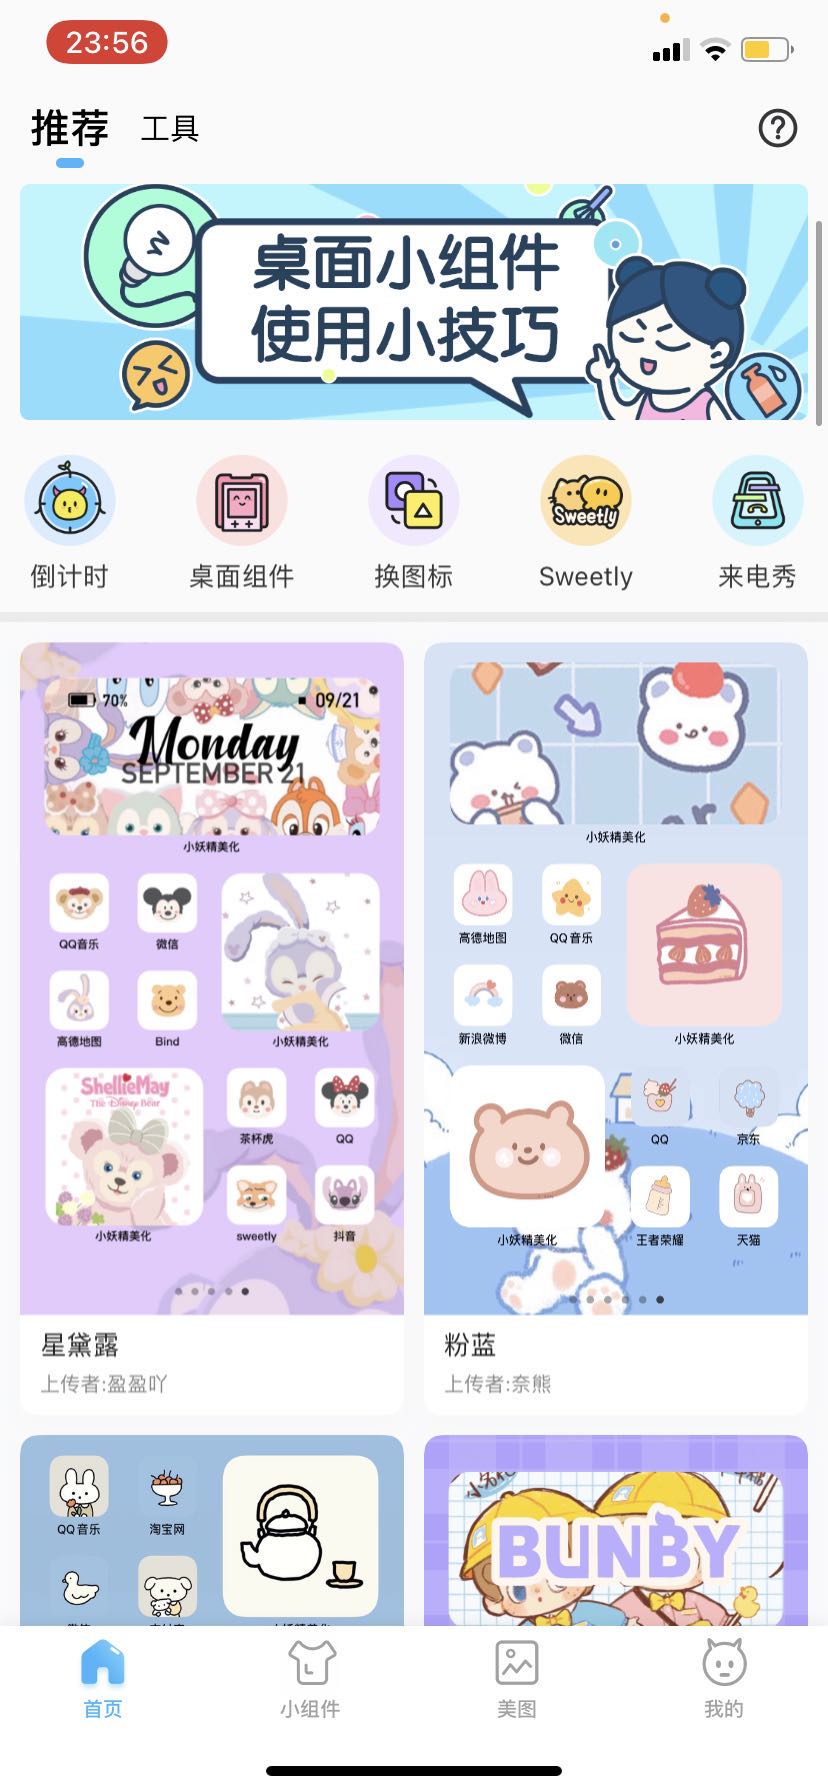 23:56
推荐
工具
桌面小组件
使用小技巧
Sweetly
倒计时
桌面组件
换图标
Sweetly
来电秀
70%
09/21
Monday
SEPTEMBER 21
小妖精美化
QQ音乐
微信
高德地图
Bind
小妖精美化
ShellieMay
The Disney Bear
小妖精美化
茶杯虎
QQ
sweetly
抖音
星黛露
上传者:盈盈吖
小妖精美化
高德地图
QQ音乐
新浪微博
微信
小妖精美化
小妖精美化
QQ
京东
王者荣耀
天猫
粉蓝
上传者:奈熊
QQ音乐
淘宝网
BUNBY
首页
小组件
美图
我的